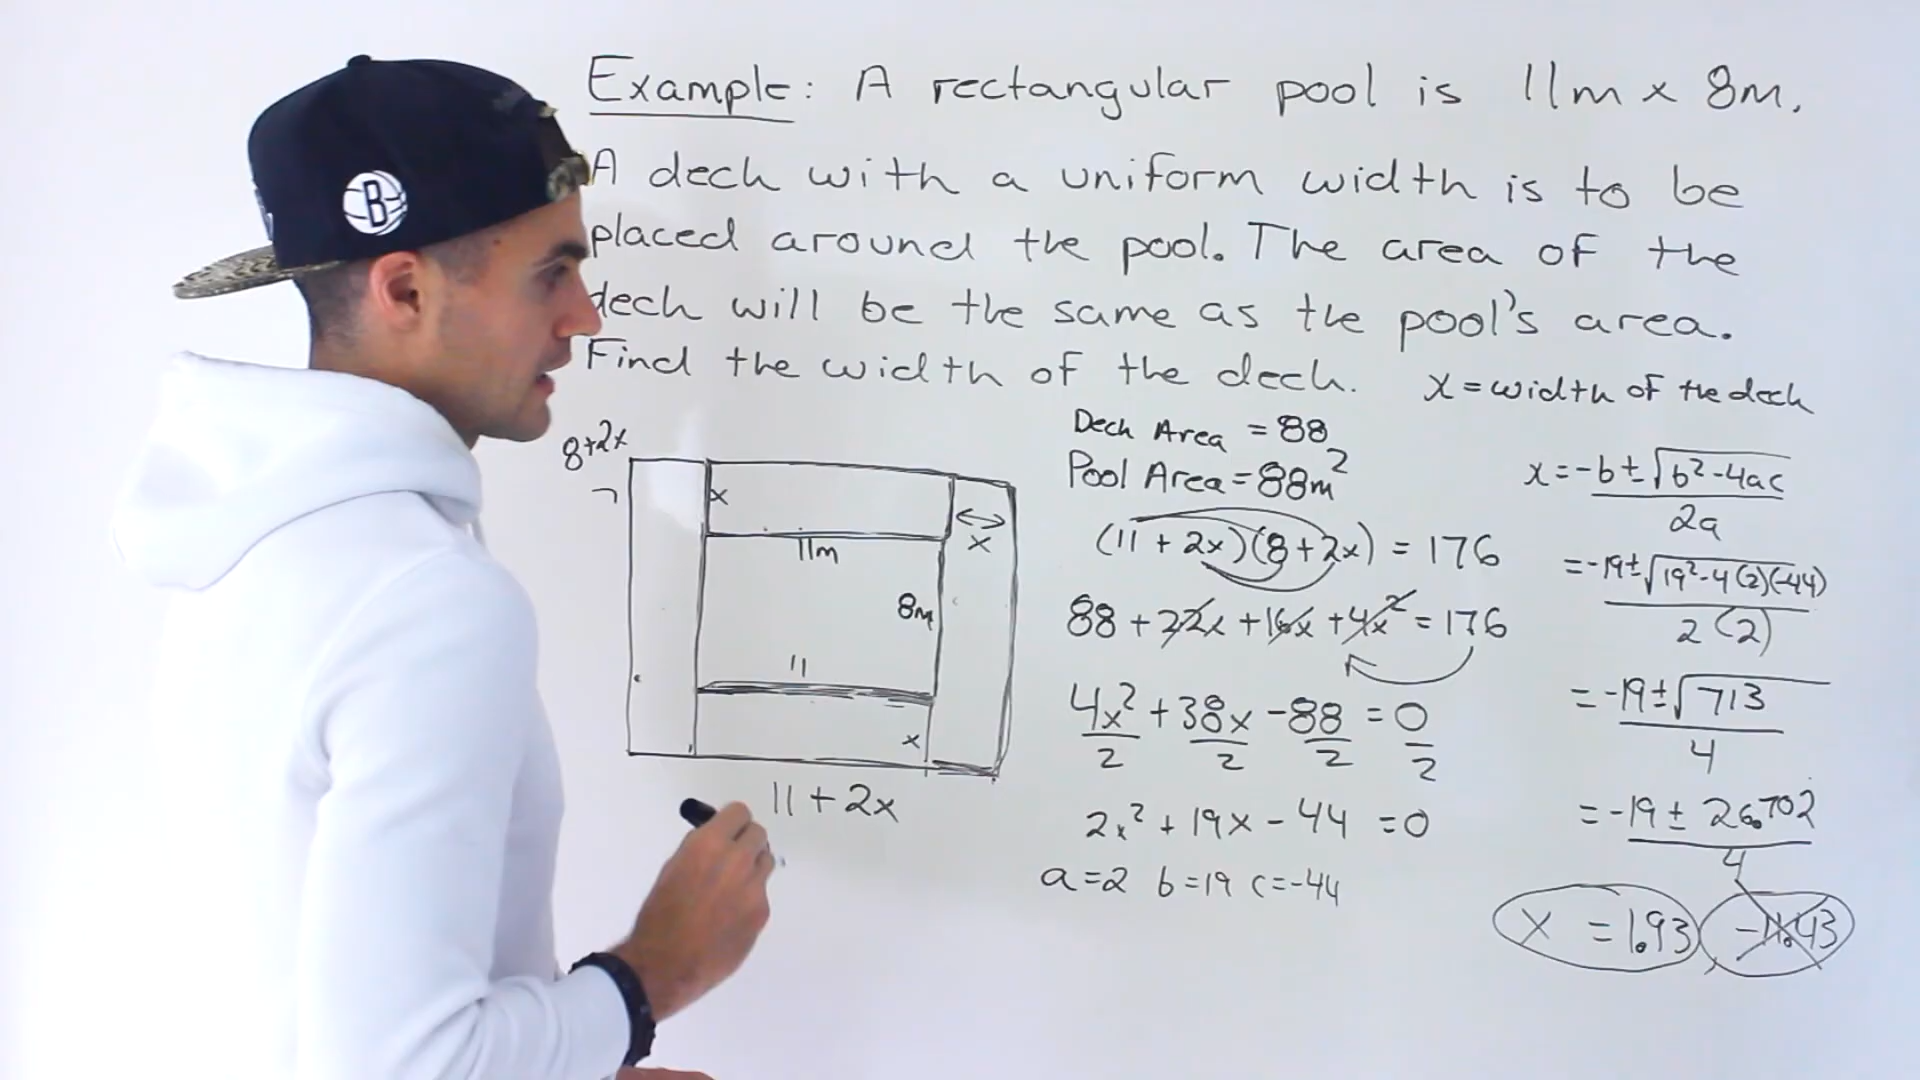 Example: A rectangular pool is 11m x 8m.
A deck with a uniform width is to be
placed around the pool. The area of the
deck will be the same as the pool's area.
Find the width of the deck.
x = width of the deck
B
8+2x
x
11m
x
8m
11
x
11 + 2x
Deck Area = 88
Pool Area = 88m²
(11 + 2x)(8 + 2x) = 176
88 + 22x + 16x + 4x² = 176
4x² + 38x - 88 = 0
2 2 2 2
2x² + 19x - 44 = 0
a=2 b=19 c=-44
x = -b ± √b²-4ac
2a
= -19 ± √19²-4(2)(-44)
2(2)
= -19 ± √713
4
= -19 ± 26.702
4
x = 1.93, -11.43